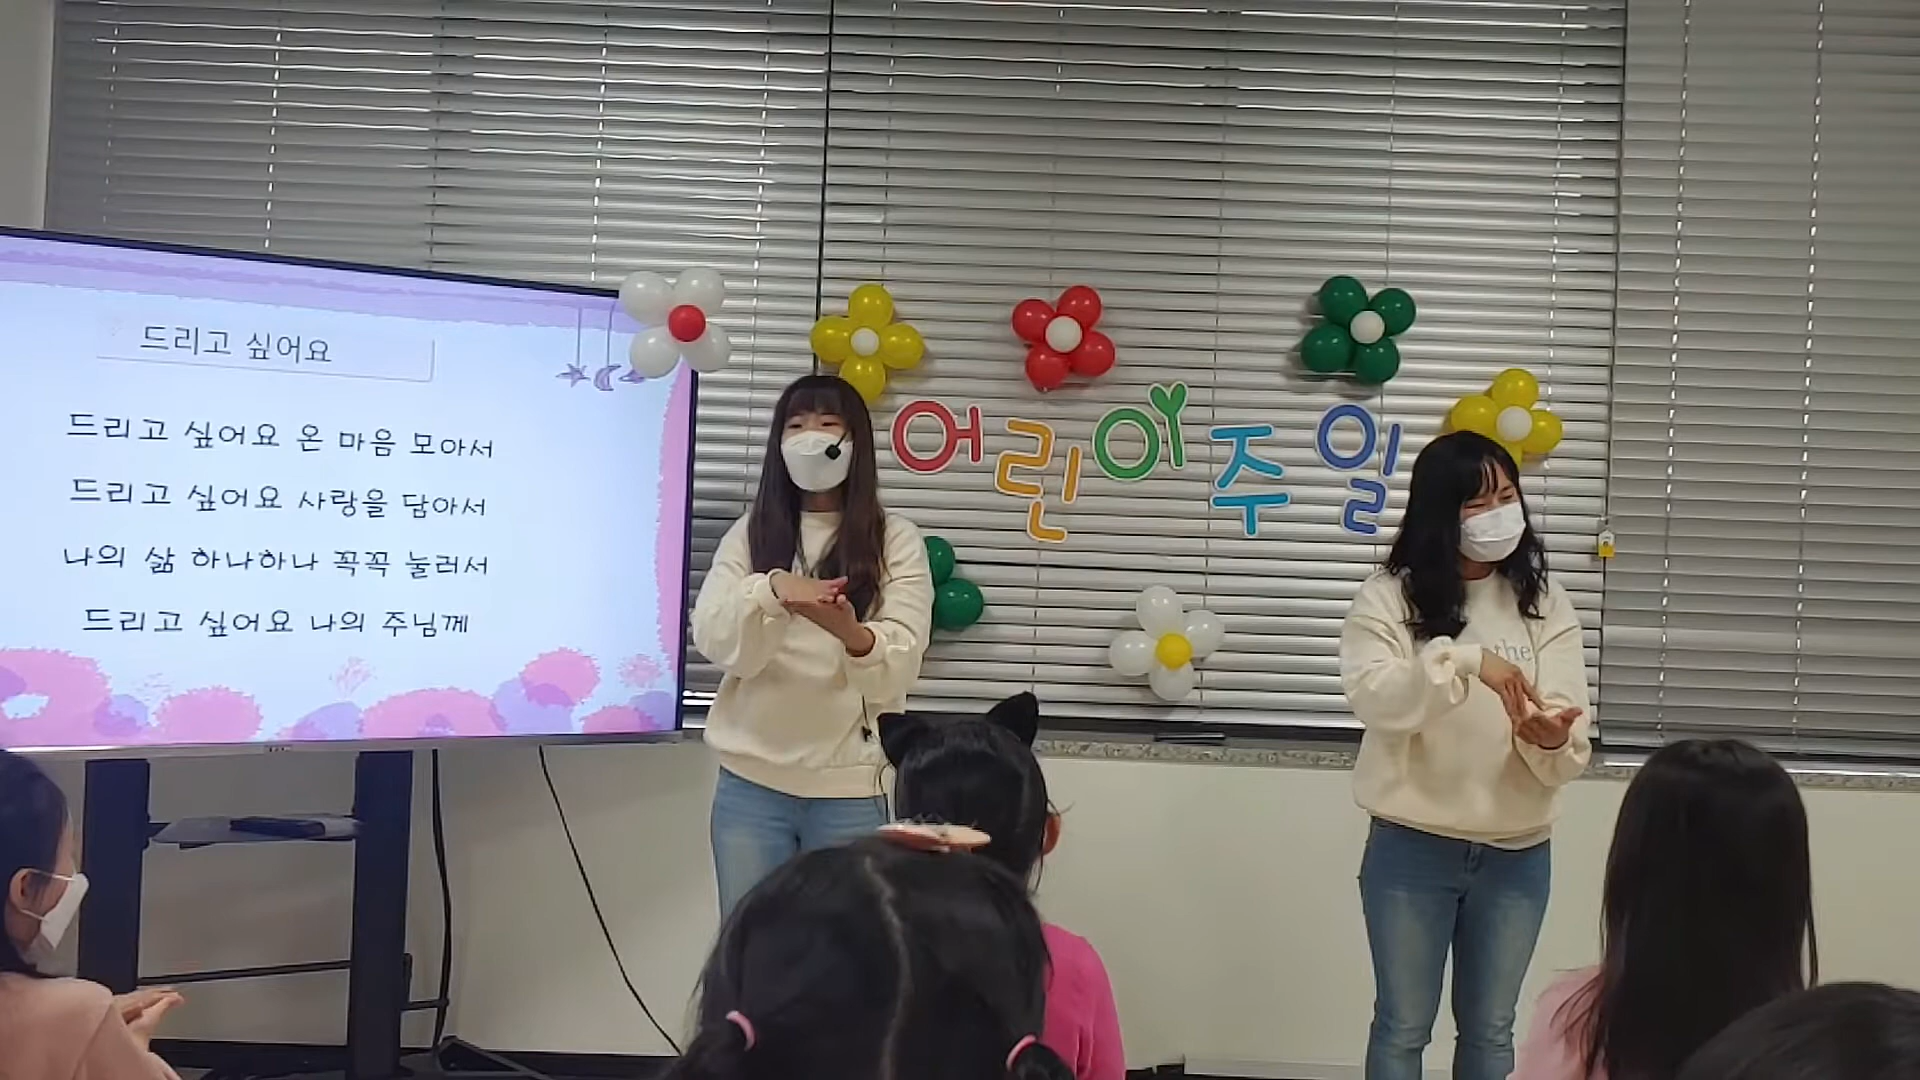 드리고 싶어요
드리고 싶어요 온 마음 모아서
드리고 싶어요 사랑을 담아서
나의 삶 하나하나 꼭꼭 눌러서
드리고 싶어요 나의 주님께
어린이주일
the